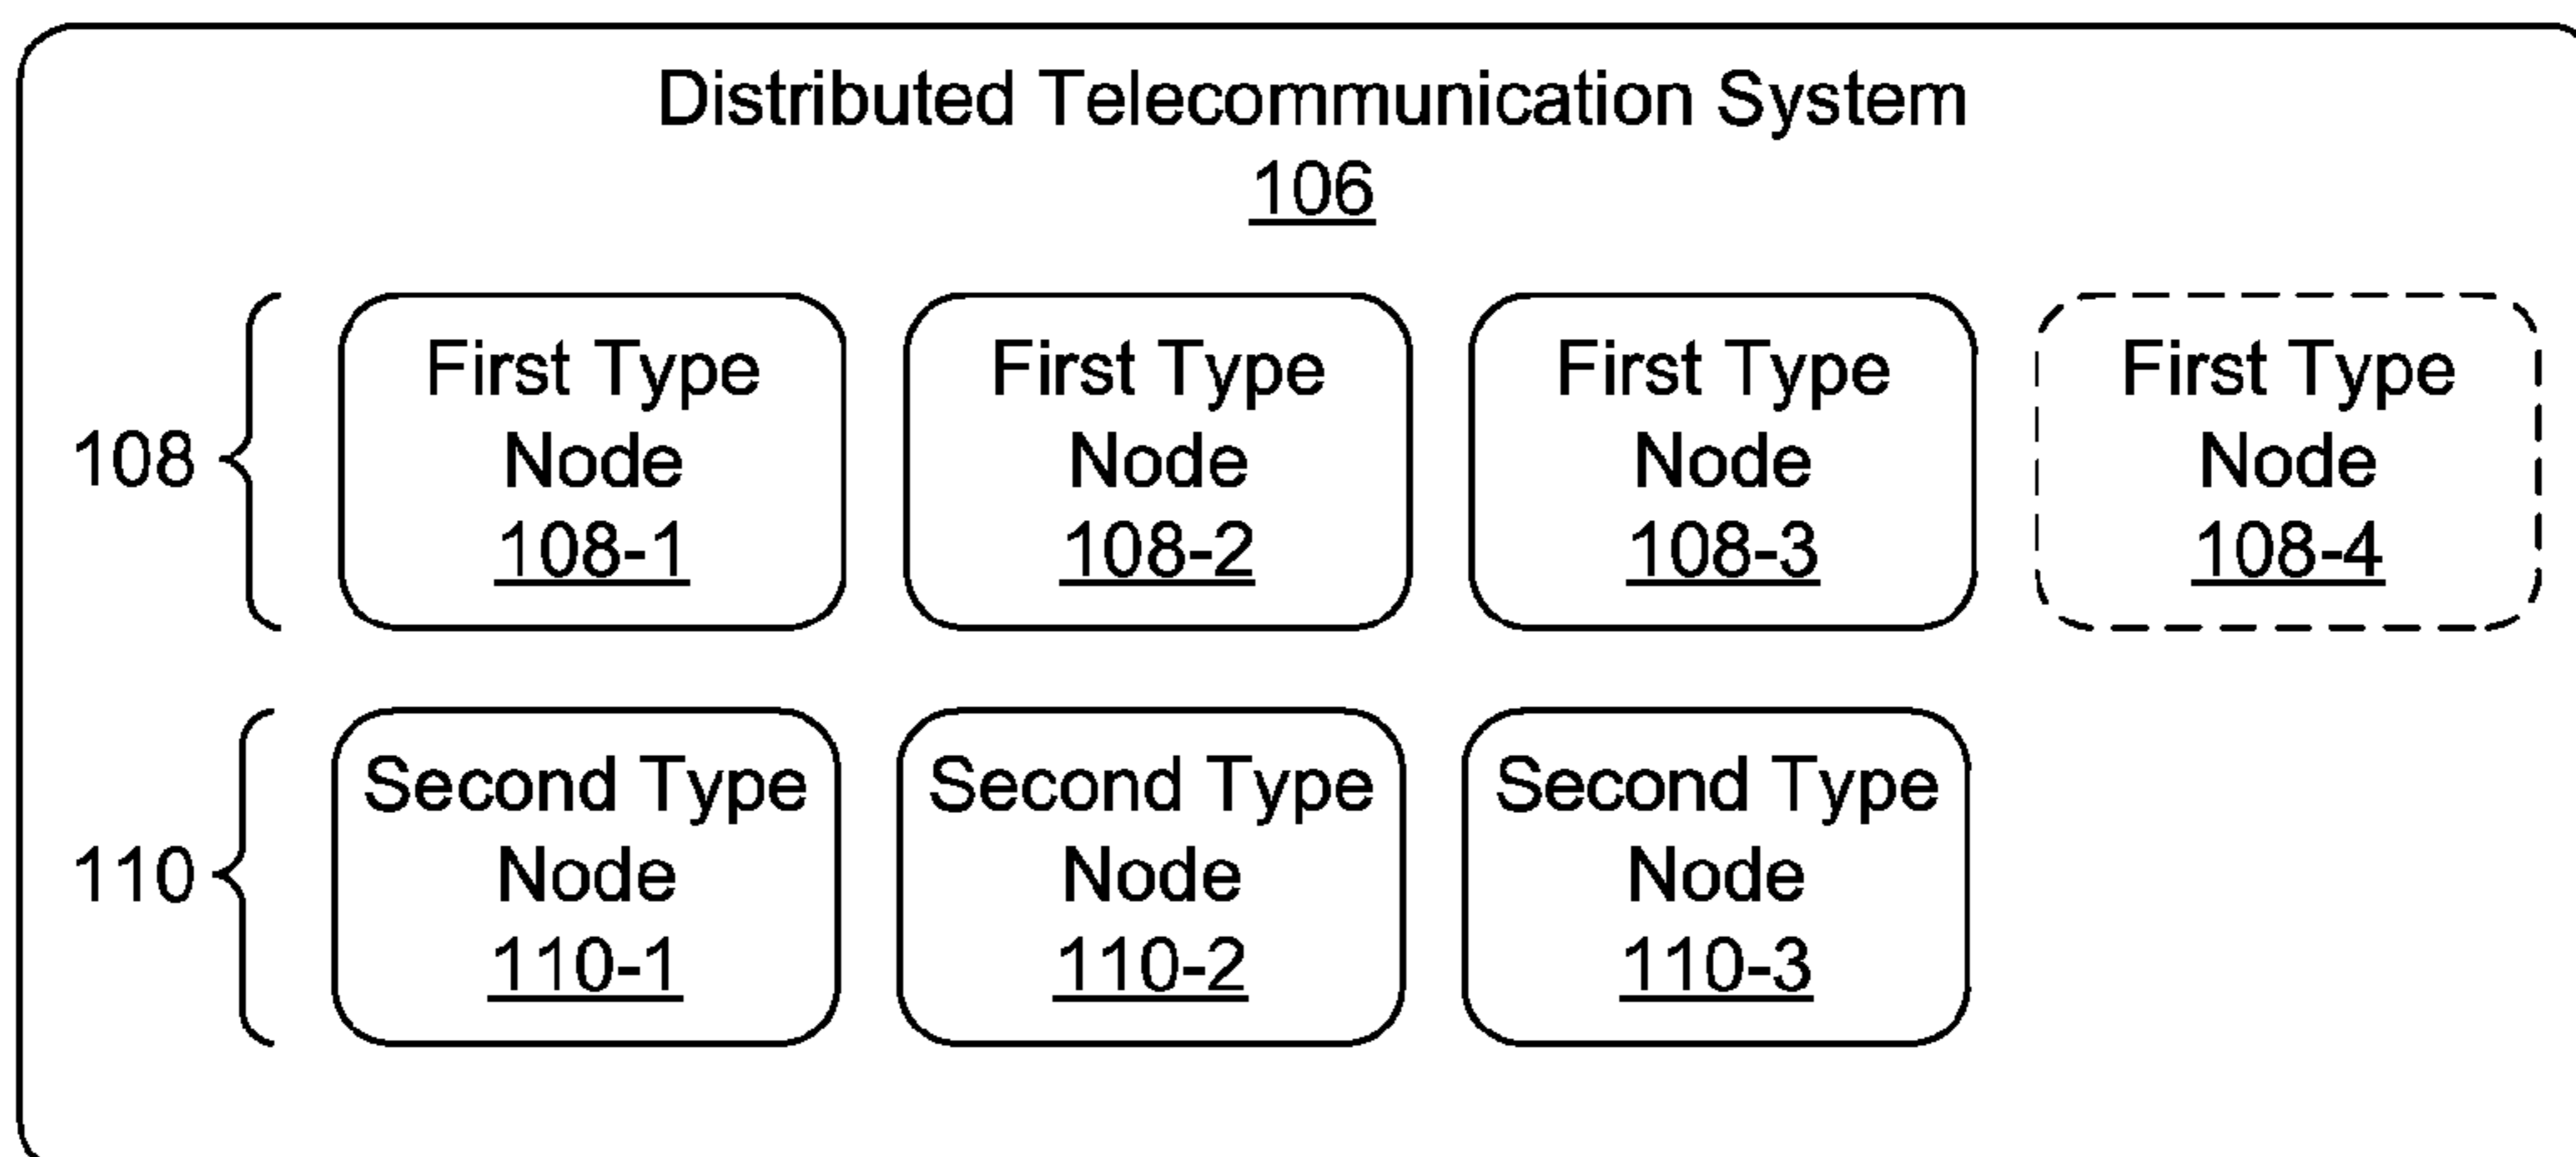 Distributed Telecommunication System
106
108
First Type
Node
108-1
First Type
Node
108-2
First Type
Node
108-3
First Type
Node
108-4
110
Second Type
Node
110-1
Second Type
Node
110-2
Second Type
Node
110-3